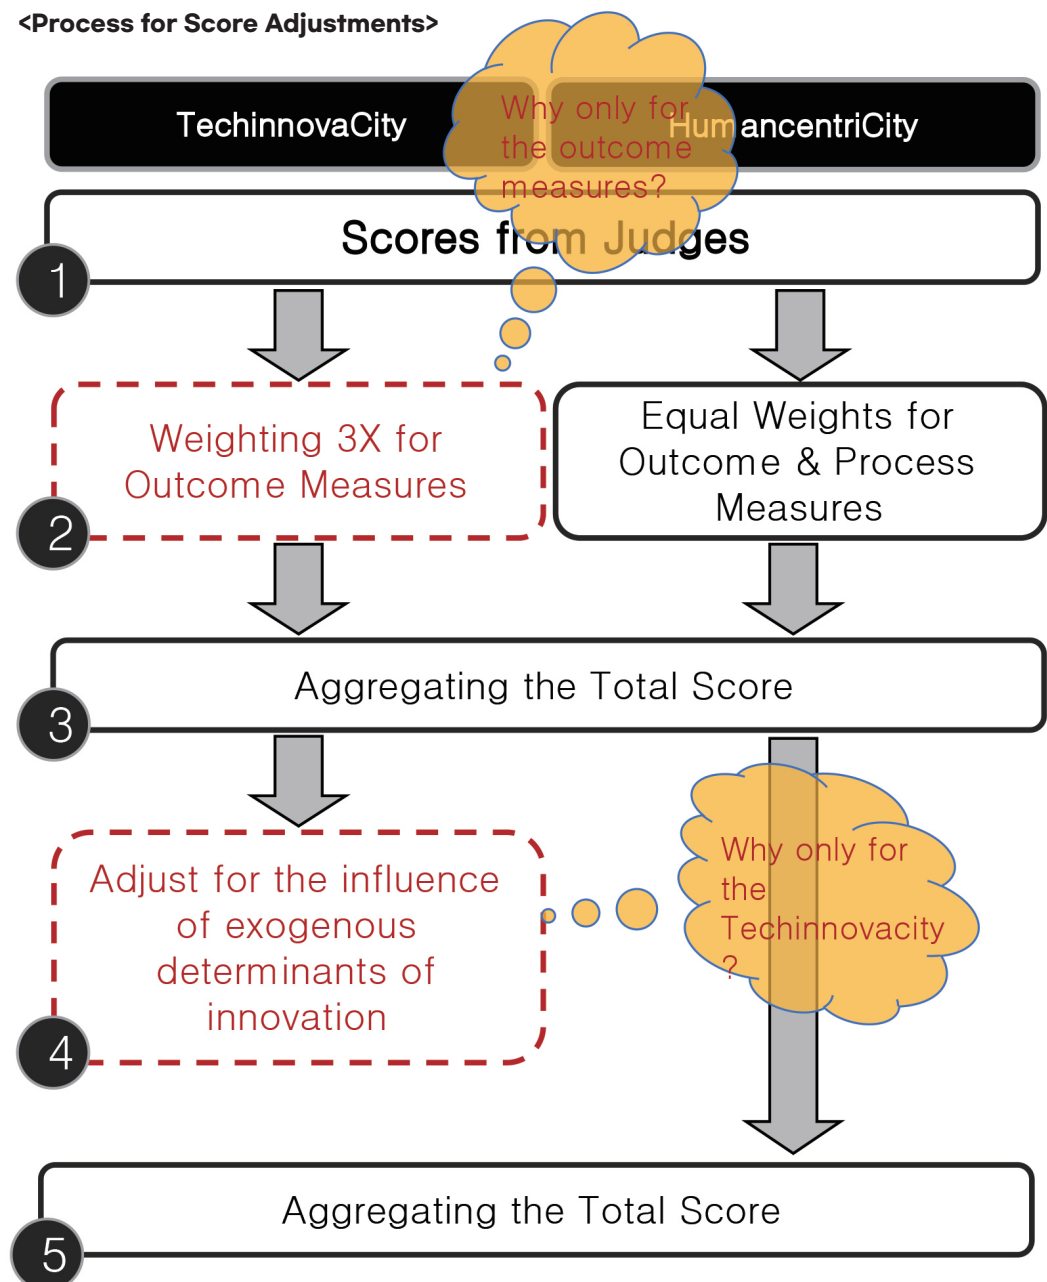 <Process for Score Adjustments>
TechinnovaCity
HumancentriCity
Why only for
the outcome
measures?
Scores from Judges
1
Weighting 3X for
Outcome Measures
2
Equal Weights for
Outcome & Process
Measures
Aggregating the Total Score
3
Adjust for the influence
of exogenous
determinants of
innovation
4
Why only for
the
Techinnovacity
?
Aggregating the Total Score
5